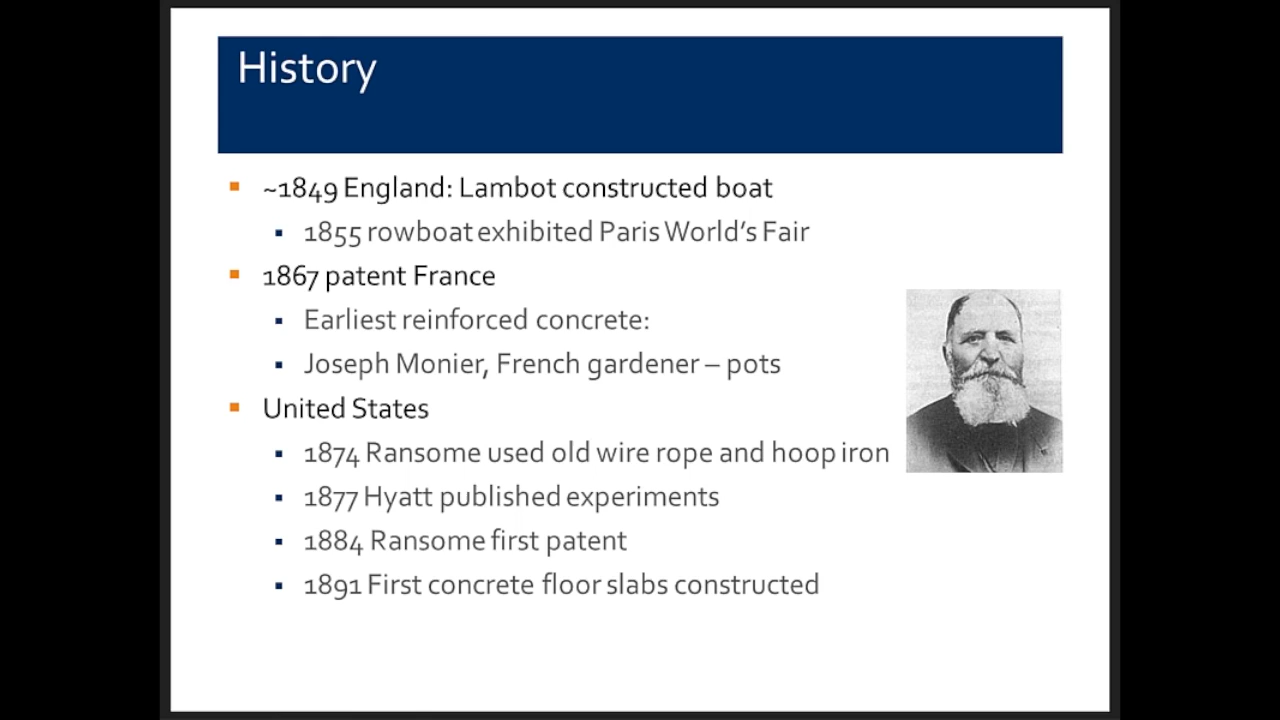 History
~1849 England: Lambot constructed boat
1855 rowboat exhibited Paris World's Fair
1867 patent France
Earliest reinforced concrete:
Joseph Monier, French gardener – pots
United States
1874 Ransome used old wire rope and hoop iron
1877 Hyatt published experiments
1884 Ransome first patent
1891 First concrete floor slabs constructed